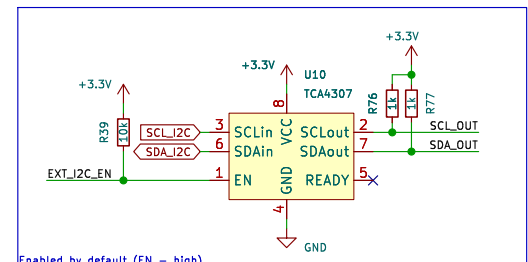 +3.3V
+3.3V
U10
+3.3V
TCA4307
R39
10k
8
VCC
R76
1k
1k
R77
SCL_I2C
3
SCLin
SCLout
2
SCL_OUT
SDA_I2C
6
SDAin
SDAout
7
SDA_OUT
EXT_I2C_EN
1
EN
GND
READY
5
4
GND
Enabled by default (EN – high)